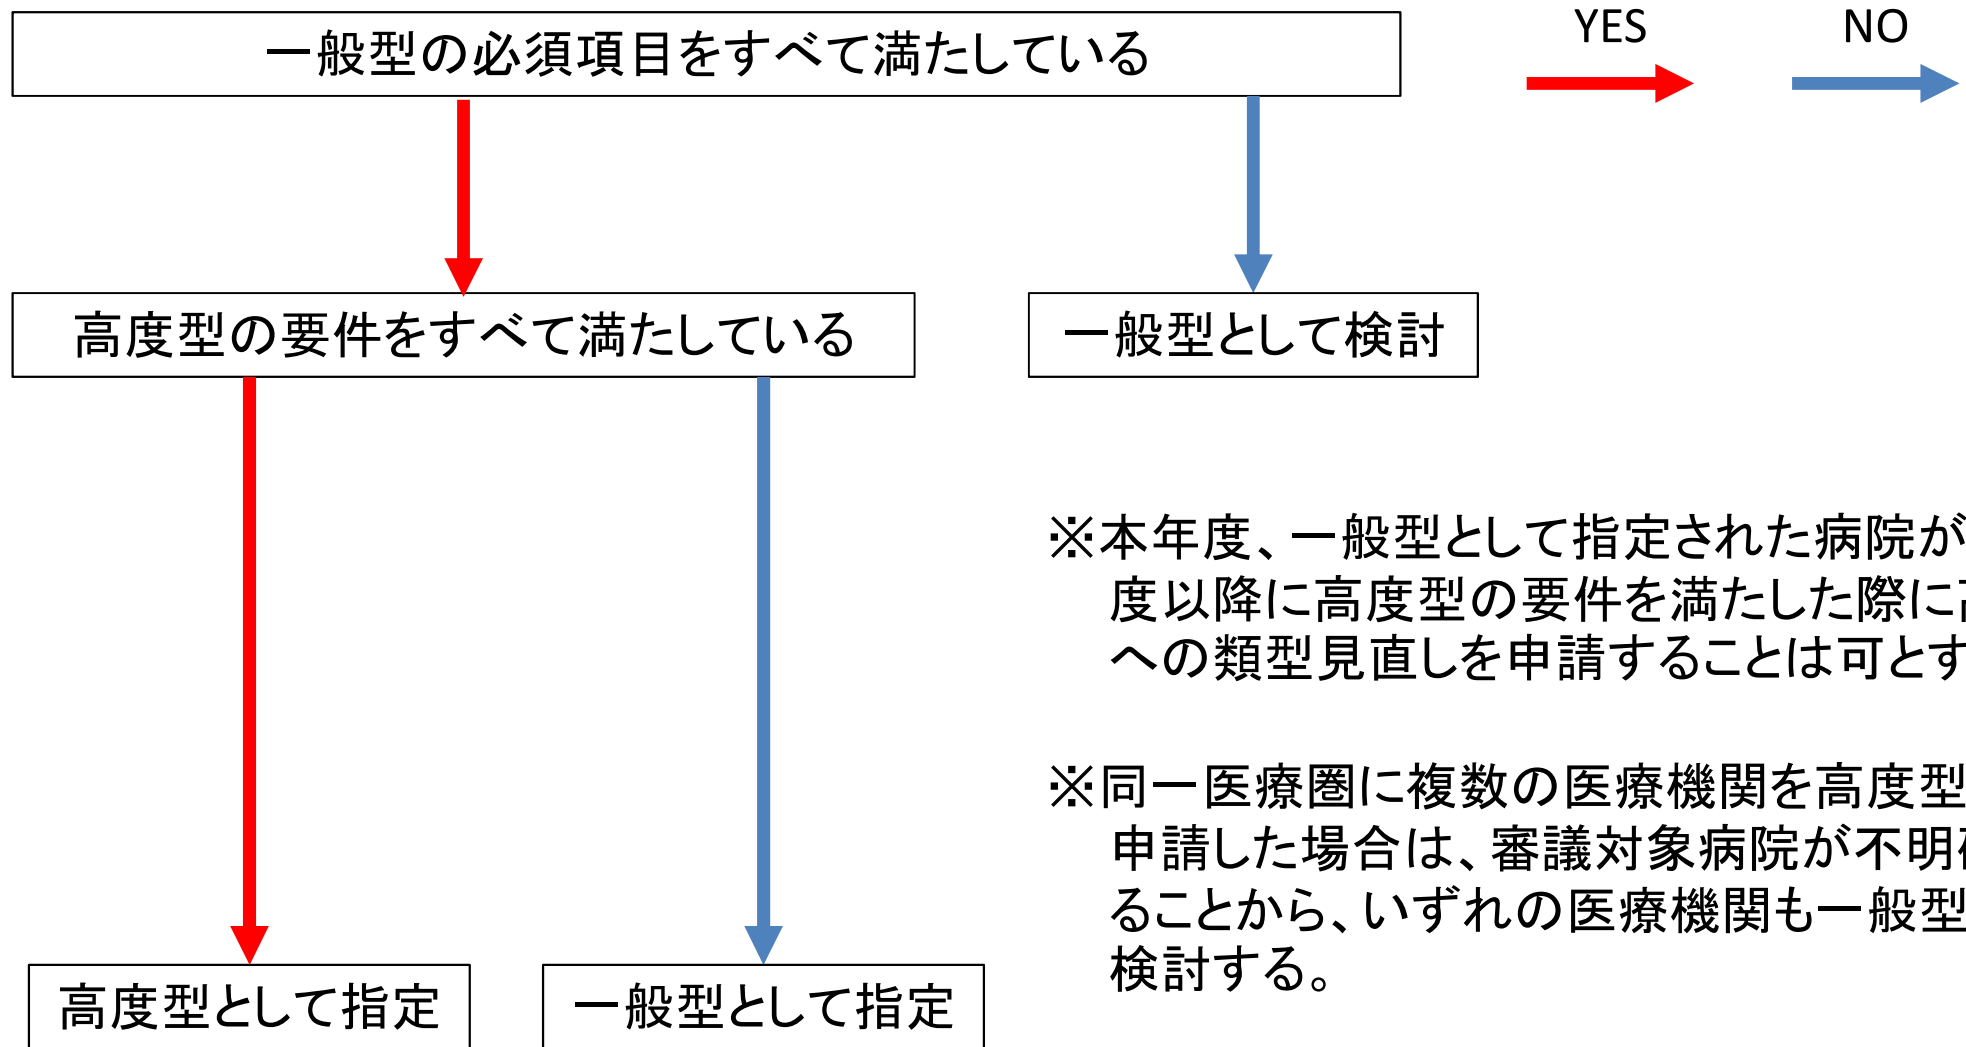 一般型の必須項目をすべて満たしている
YES
NO
高度型の要件をすべて満たしている
一般型として検討
※本年度、一般型として指定された病院が
度以降に高度型の要件を満たした際に
への類型見直しを申請することは可とす
※同一医療圏に複数の医療機関を高度型
申請した場合は、審議対象病院が不明
ることから、いずれの医療機関も一般型
検討する。
高度型として指定
一般型として指定